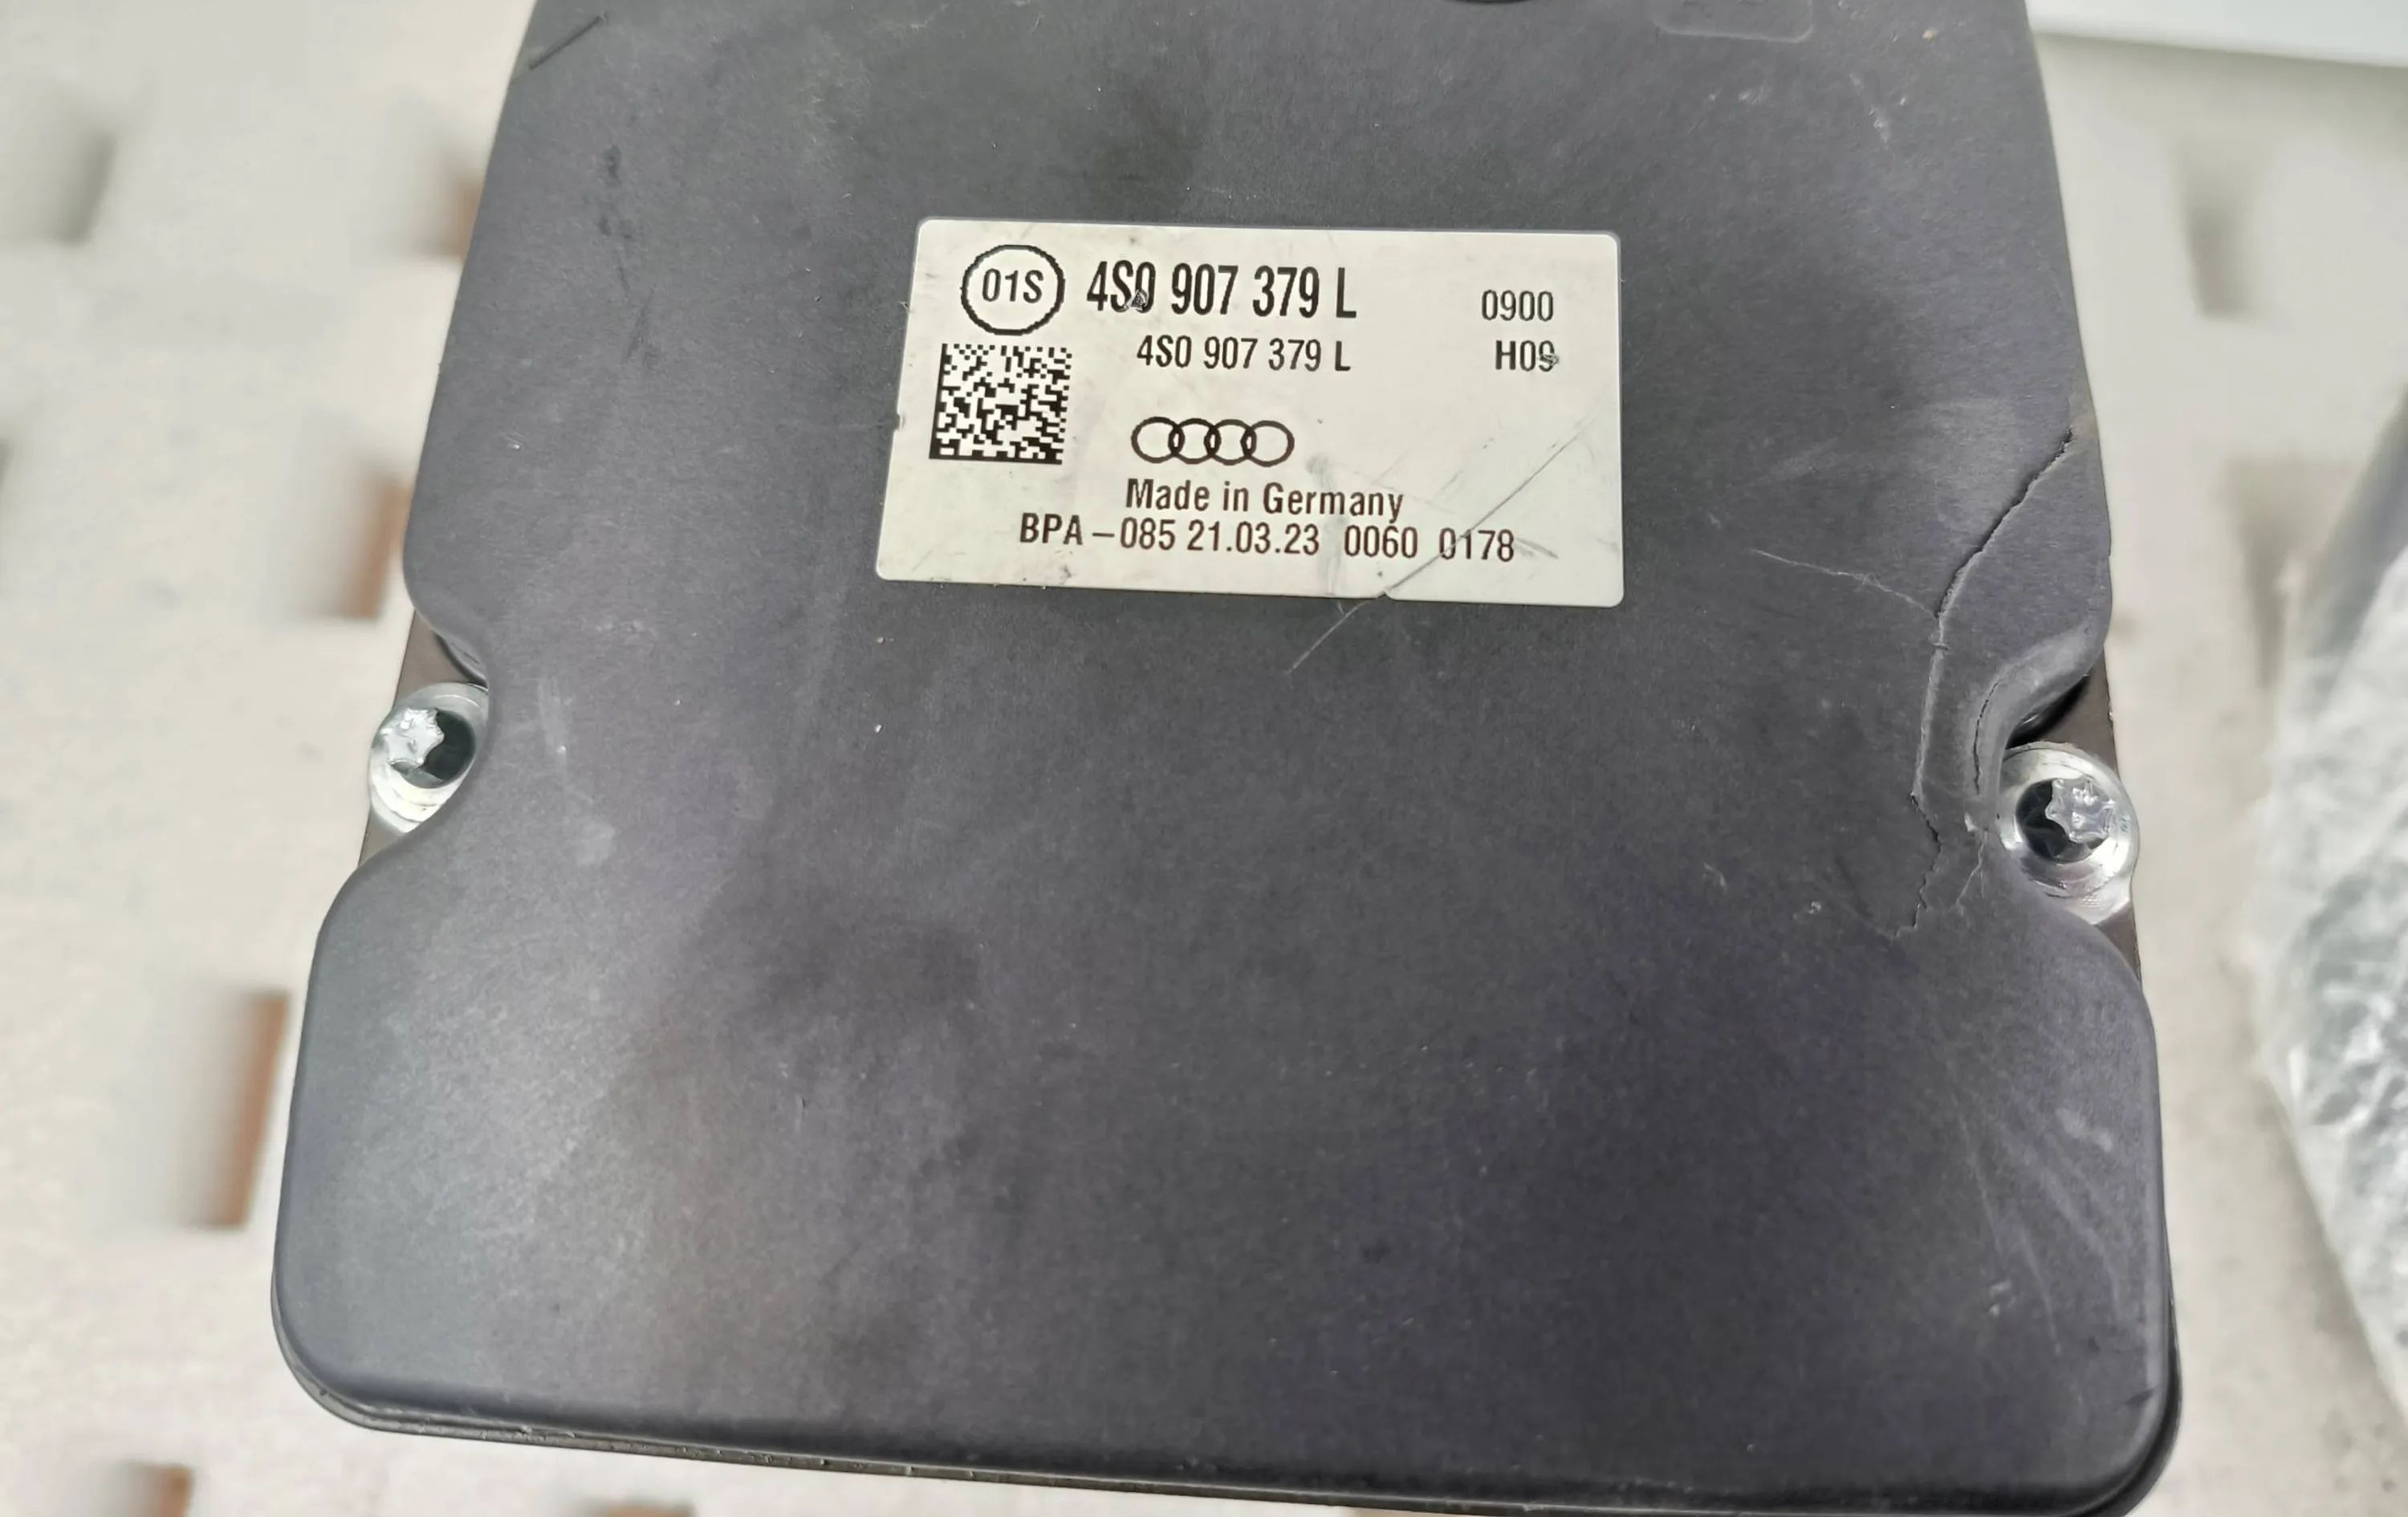 01S 4S0 907 379 L 0900
4S0 907 379 L H09
Made in Germany
BPA-085 21.03.23 0060 0178